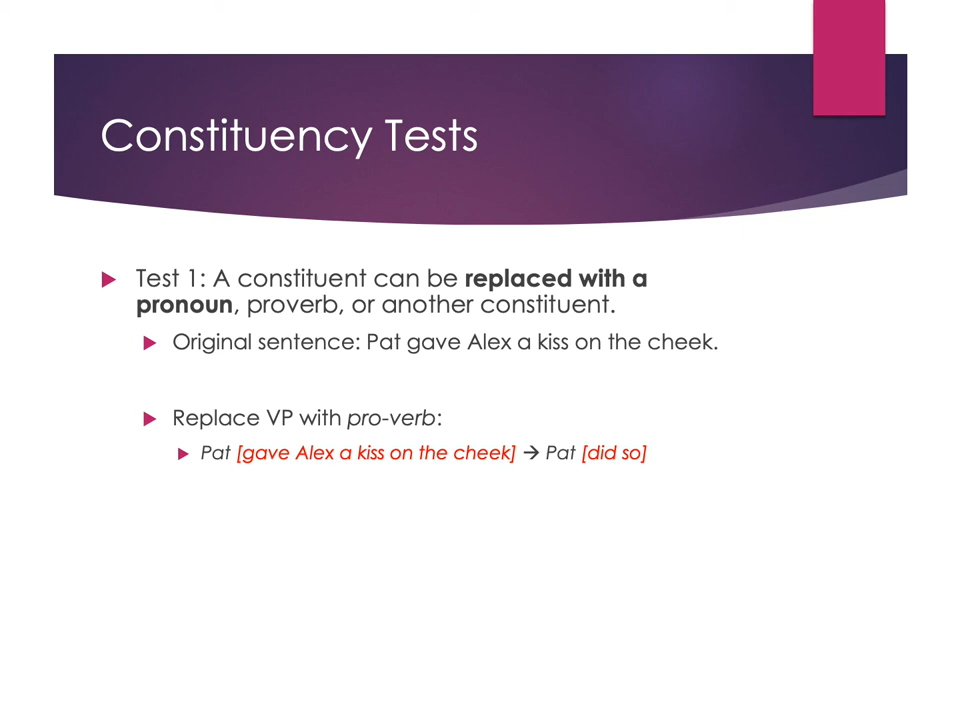 Constituency Tests
Test 1: A constituent can be replaced with a
pronoun, proverb, or another constituent.
Original sentence: Pat gave Alex a kiss on the cheek.
Replace VP with pro-verb:
Pat [gave Alex a kiss on the cheek] → Pat [did so]